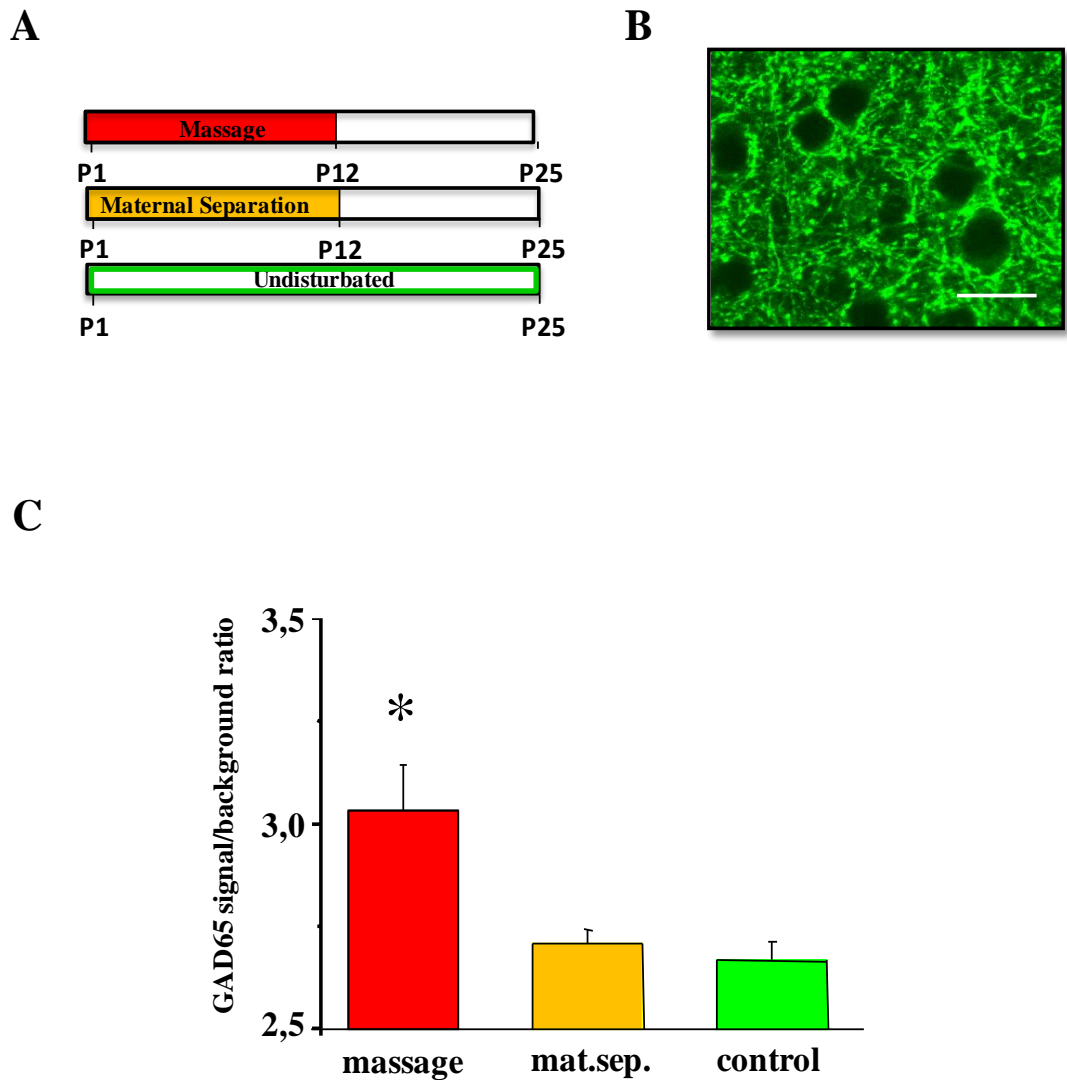 A
B
Massage
P1 P12 P25
Maternal Separation
P1 P12 P25
Undisturbated
P1 P25
C
GAD65 signal/background ratio
3,5
*
3,0
2,5
massage mat.sep. control